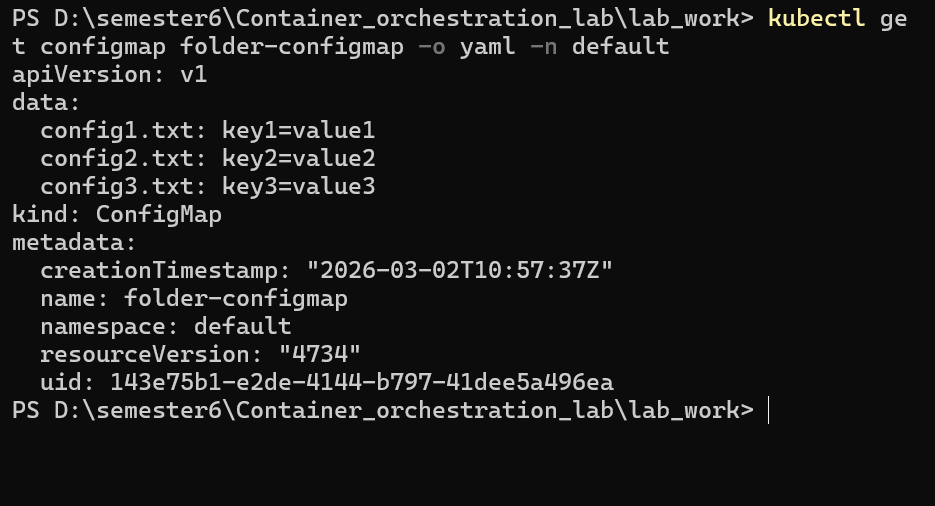 PS D:\semester6\Container_orchestration_lab\lab_work> kubectl ge
t configmap folder-configmap -o yaml -n default
apiVersion: v1
data:
  config1.txt: key1=value1
  config2.txt: key2=value2
  config3.txt: key3=value3
kind: ConfigMap
metadata:
  creationTimestamp: "2026-03-02T10:57:37Z"
  name: folder-configmap
  namespace: default
  resourceVersion: "4734"
  uid: 143e75b1-e2de-4144-b797-41dee5a496ea
PS D:\semester6\Container_orchestration_lab\lab_work>